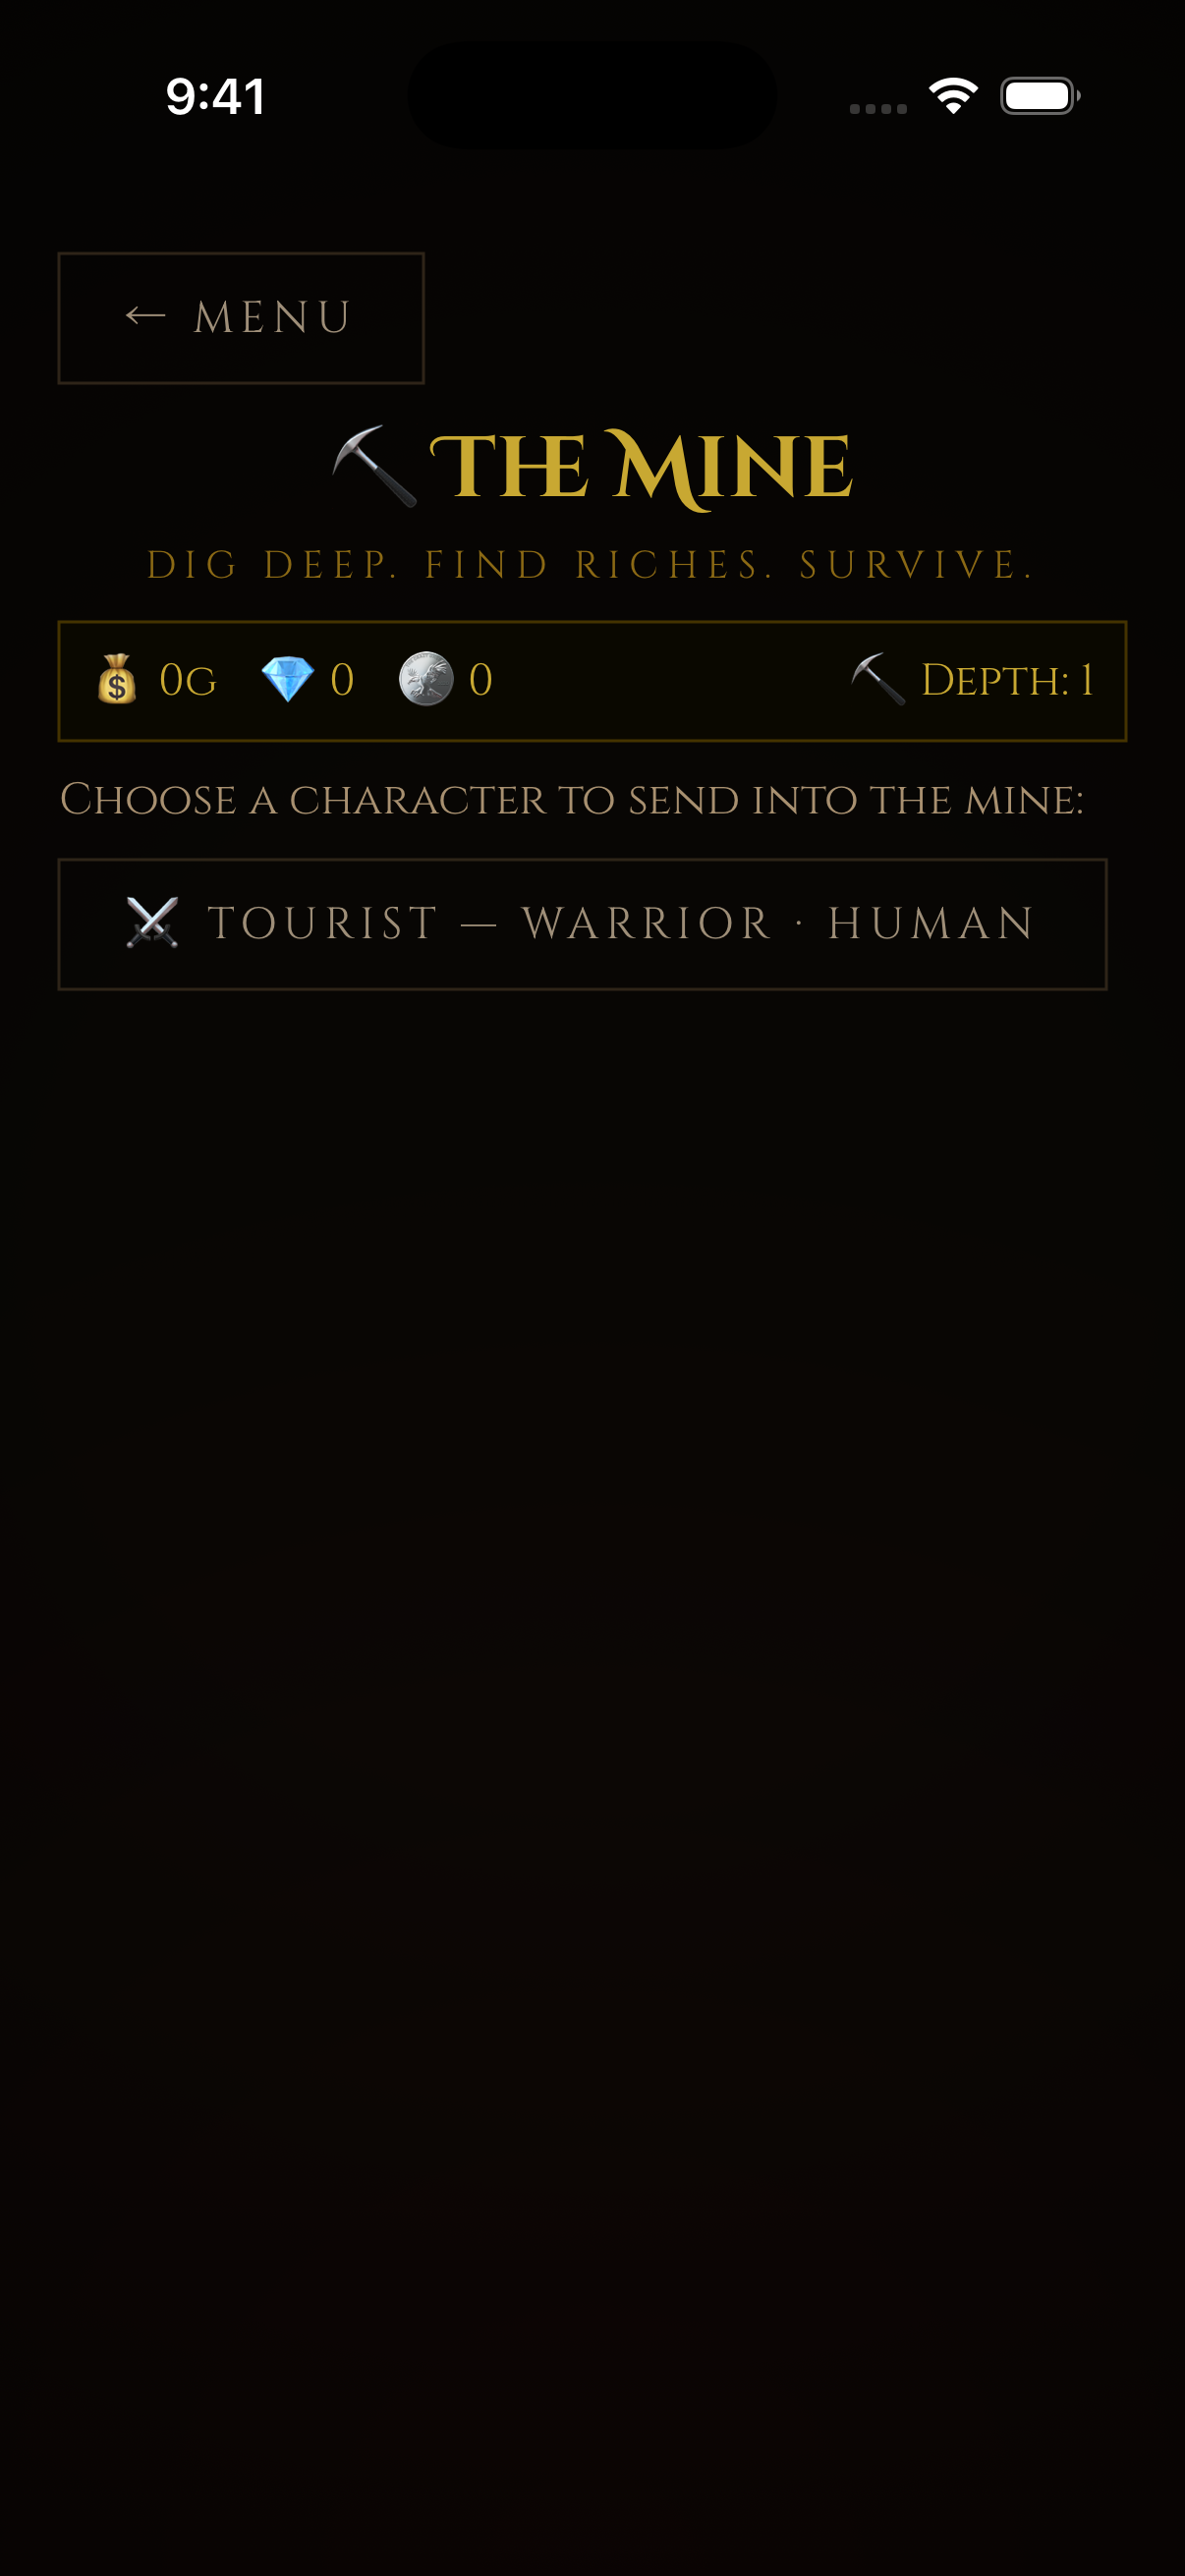 9:41
← MENU
⛏ THE MINE
DIG DEEP. FIND RICHES. SURVIVE.
💰 0G 💎 0 🪙 0 ⛏ DEPTH: 1
CHOOSE A CHARACTER TO SEND INTO THE MINE:
⚔ TOURIST — WARRIOR · HUMAN